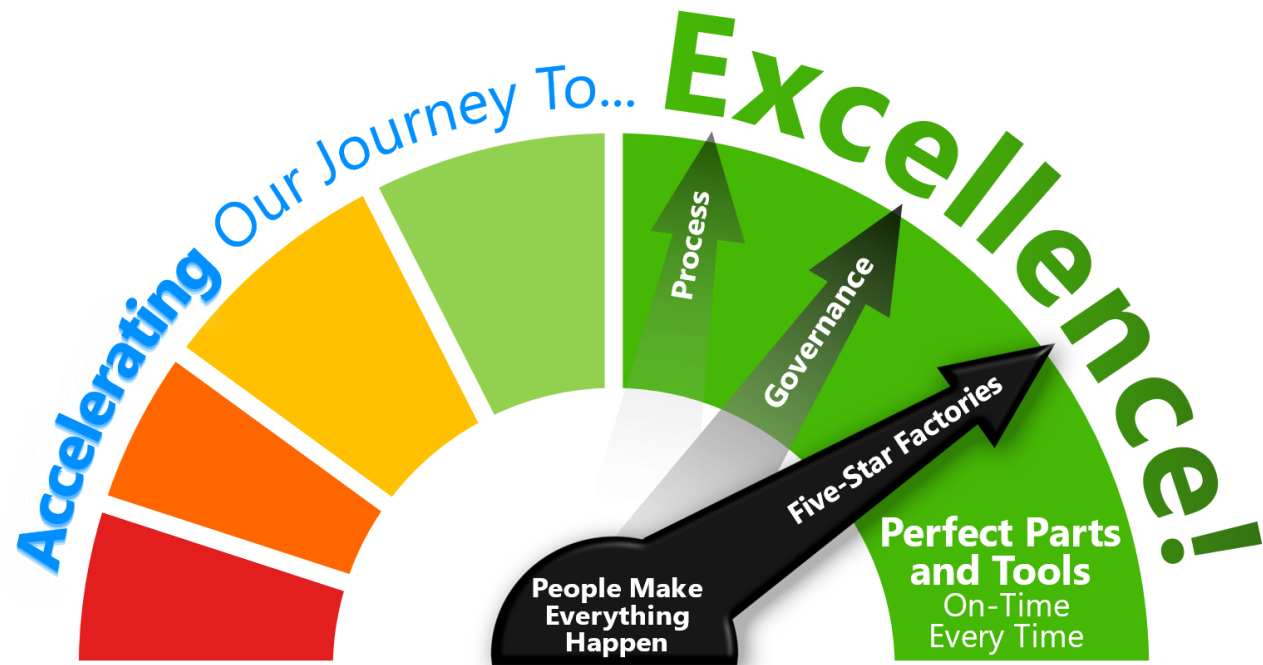 Accelerating Our Journey To... Excellence!
Process
Governance
Five-Star Factories
People Make
Everything
Happen
Perfect Parts
and Tools
On-Time
Every Time